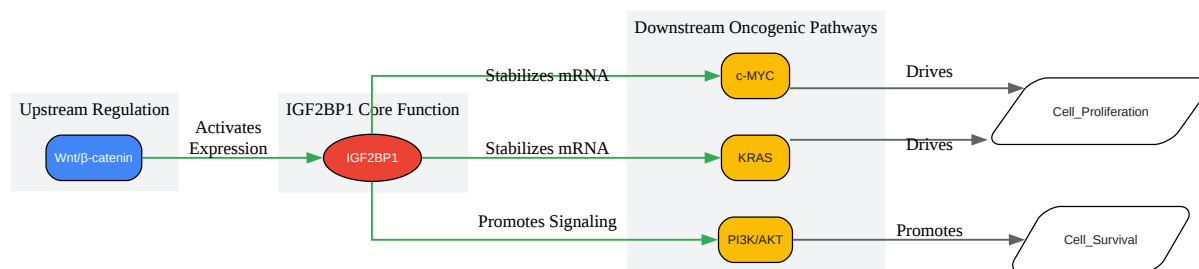 Downstream Oncogenic Pathways
Upstream Regulation
IGF2BP1 Core Function
Wnt/β-catenin
Activates
Expression
IGF2BP1
Stabilizes mRNA
Stabilizes mRNA
Promotes Signaling
c-MYC
KRAS
PI3K/AKT
Drives
Drives
Promotes
Cell_Proliferation
Cell_Survival